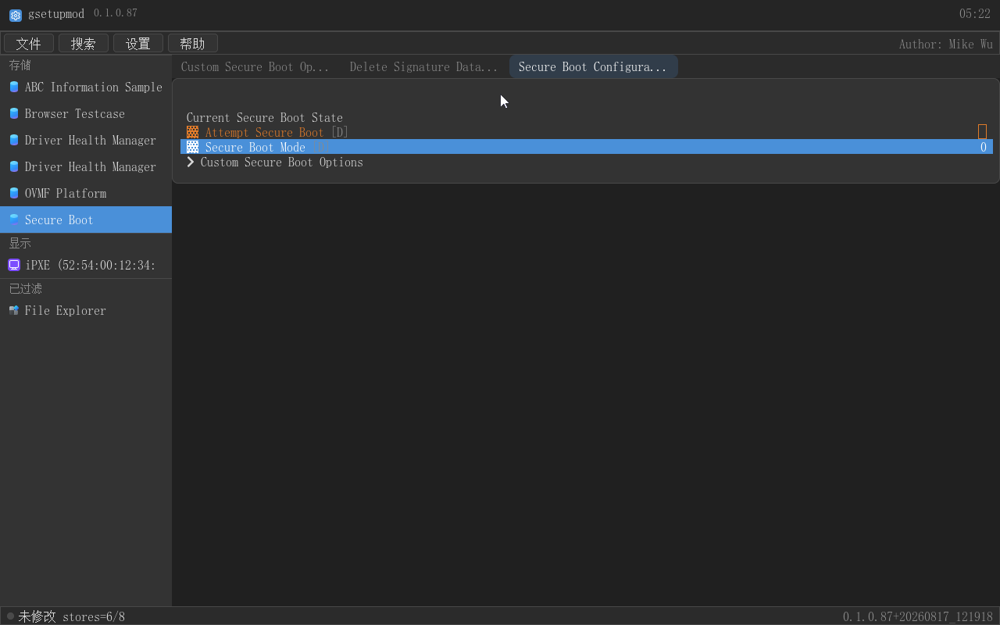 gsetupmod 0.1.0.87
05:22
文件 搜索 设置 帮助
Author: Mike Wu
存储
ABC Information Sample
Browser Testcase
Driver Health Manager
Driver Health Manager
OVMF Platform
Secure Boot
显示
iPXE (52:54:00:12:34:
已过滤
File Explorer
Custom Secure Boot Op... Delete Signature Data... Secure Boot Configura...
Current Secure Boot State
Attempt Secure Boot [D]
Secure Boot Mode
0
Custom Secure Boot Options
未修改 stores=6/8
0.1.0.87+20260817_121918